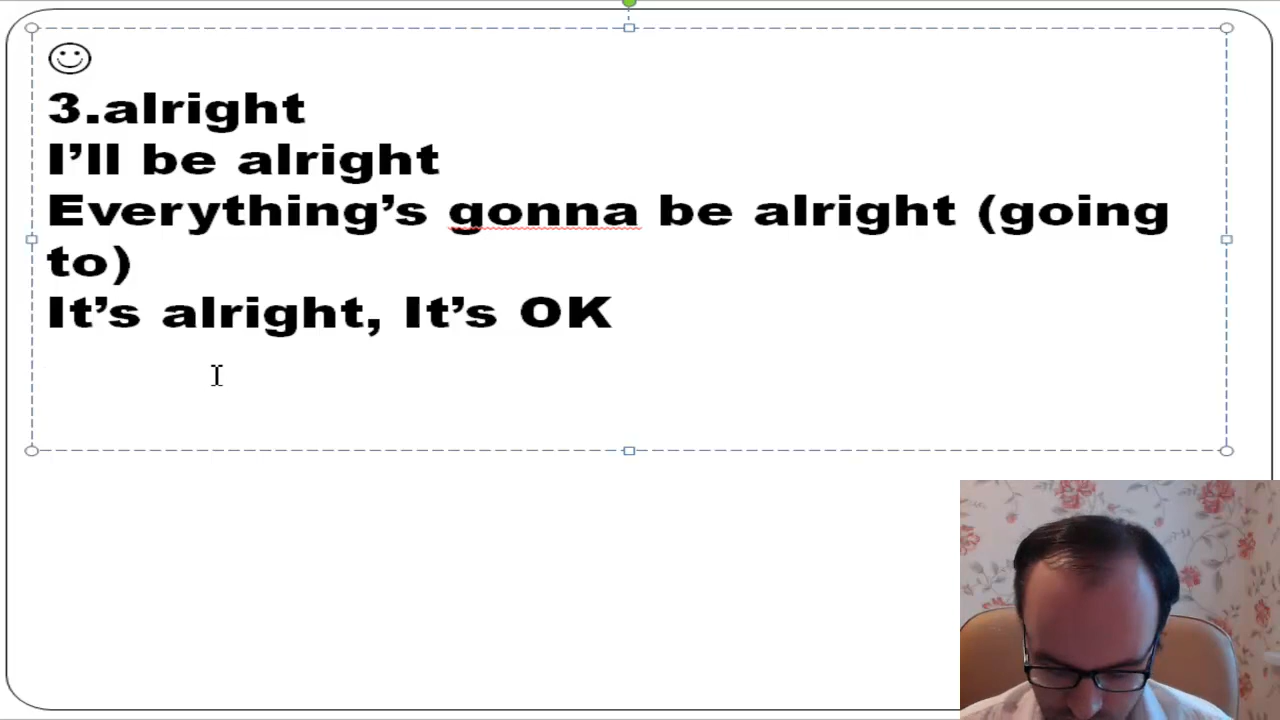 3.alright
I’ll be alright
Everything’s gonna be alright (going
to)
It’s alright, It’s OK